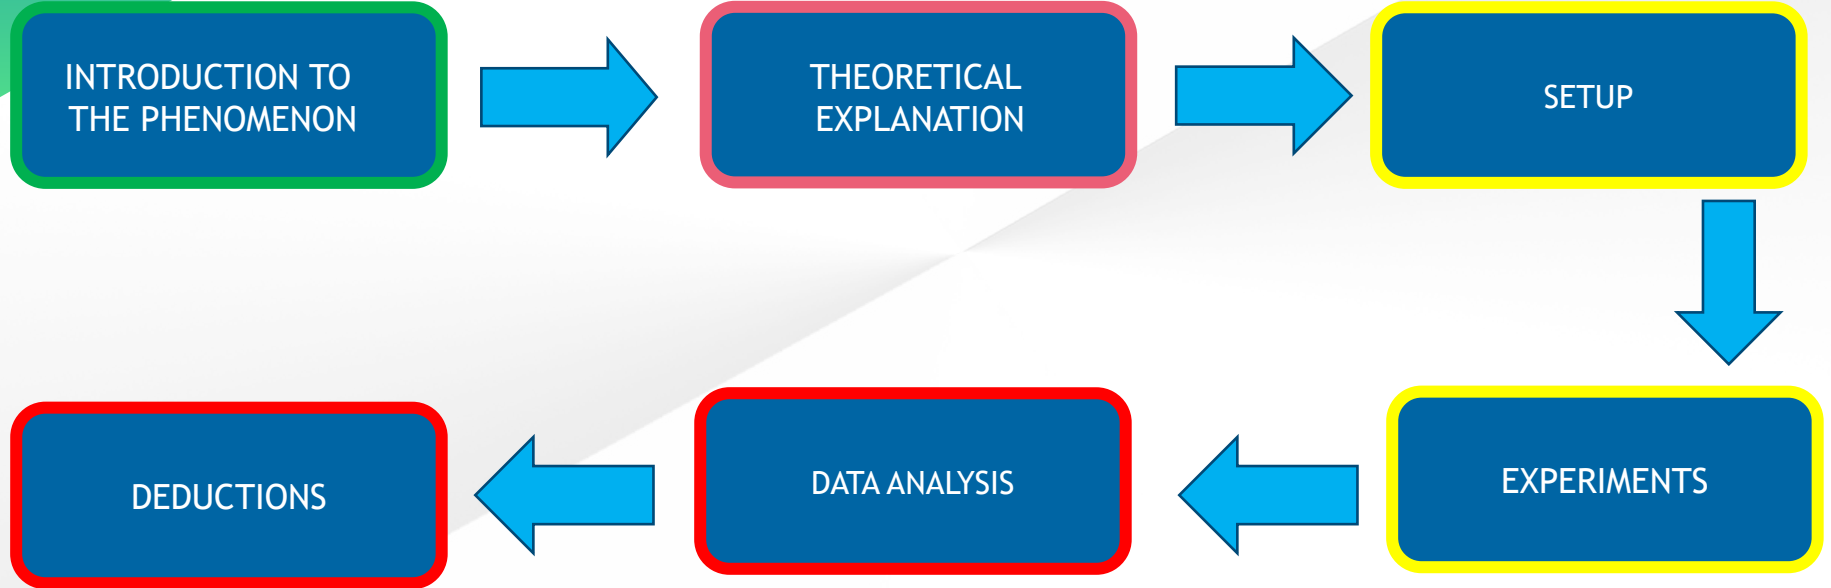 INTRODUCTION TO
THE PHENOMENON
THEORETICAL
EXPLANATION
SETUP
EXPERIMENTS
DATA ANALYSIS
DEDUCTIONS